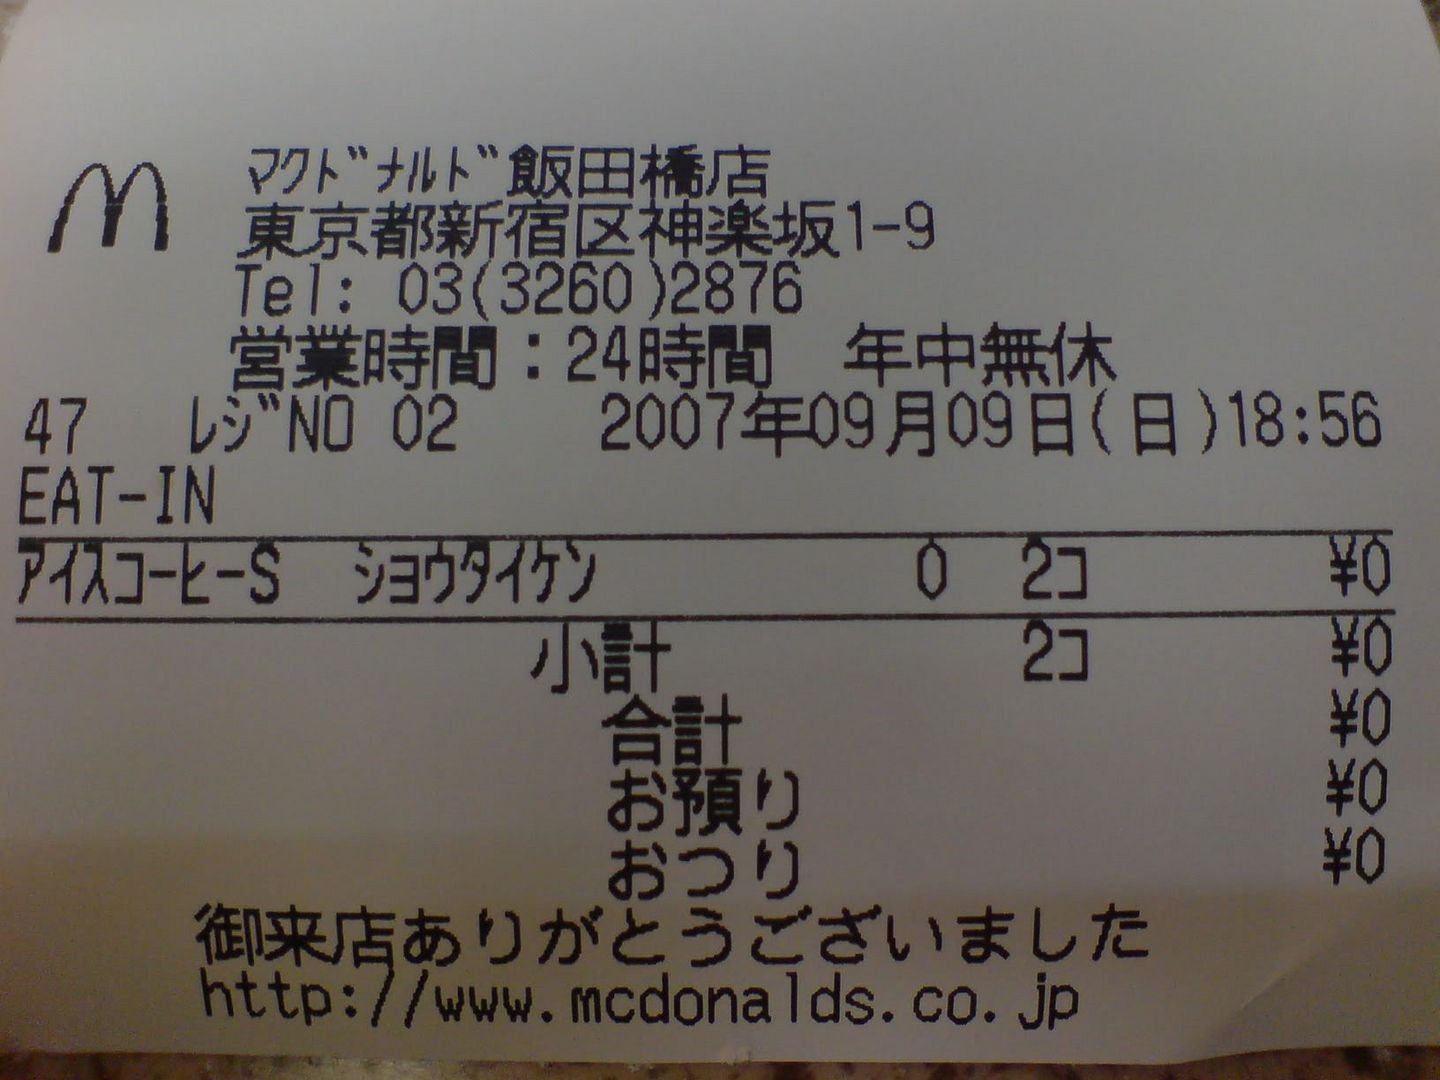 マクドナルド飯田橋店
東京都新宿区神楽坂1-9
Tel: 03(3260)2876
営業時間:24時間 年中無休
47 レジNO 02 2007年09月09日(日)18:56
EAT-IN
アイスコーヒーS ショウタイケン 0 2コ ¥0
小計 2コ ¥0
合計 ¥0
お預り ¥0
おつり ¥0
御来店ありがとうございました
http://www.mcdonalds.co.jp